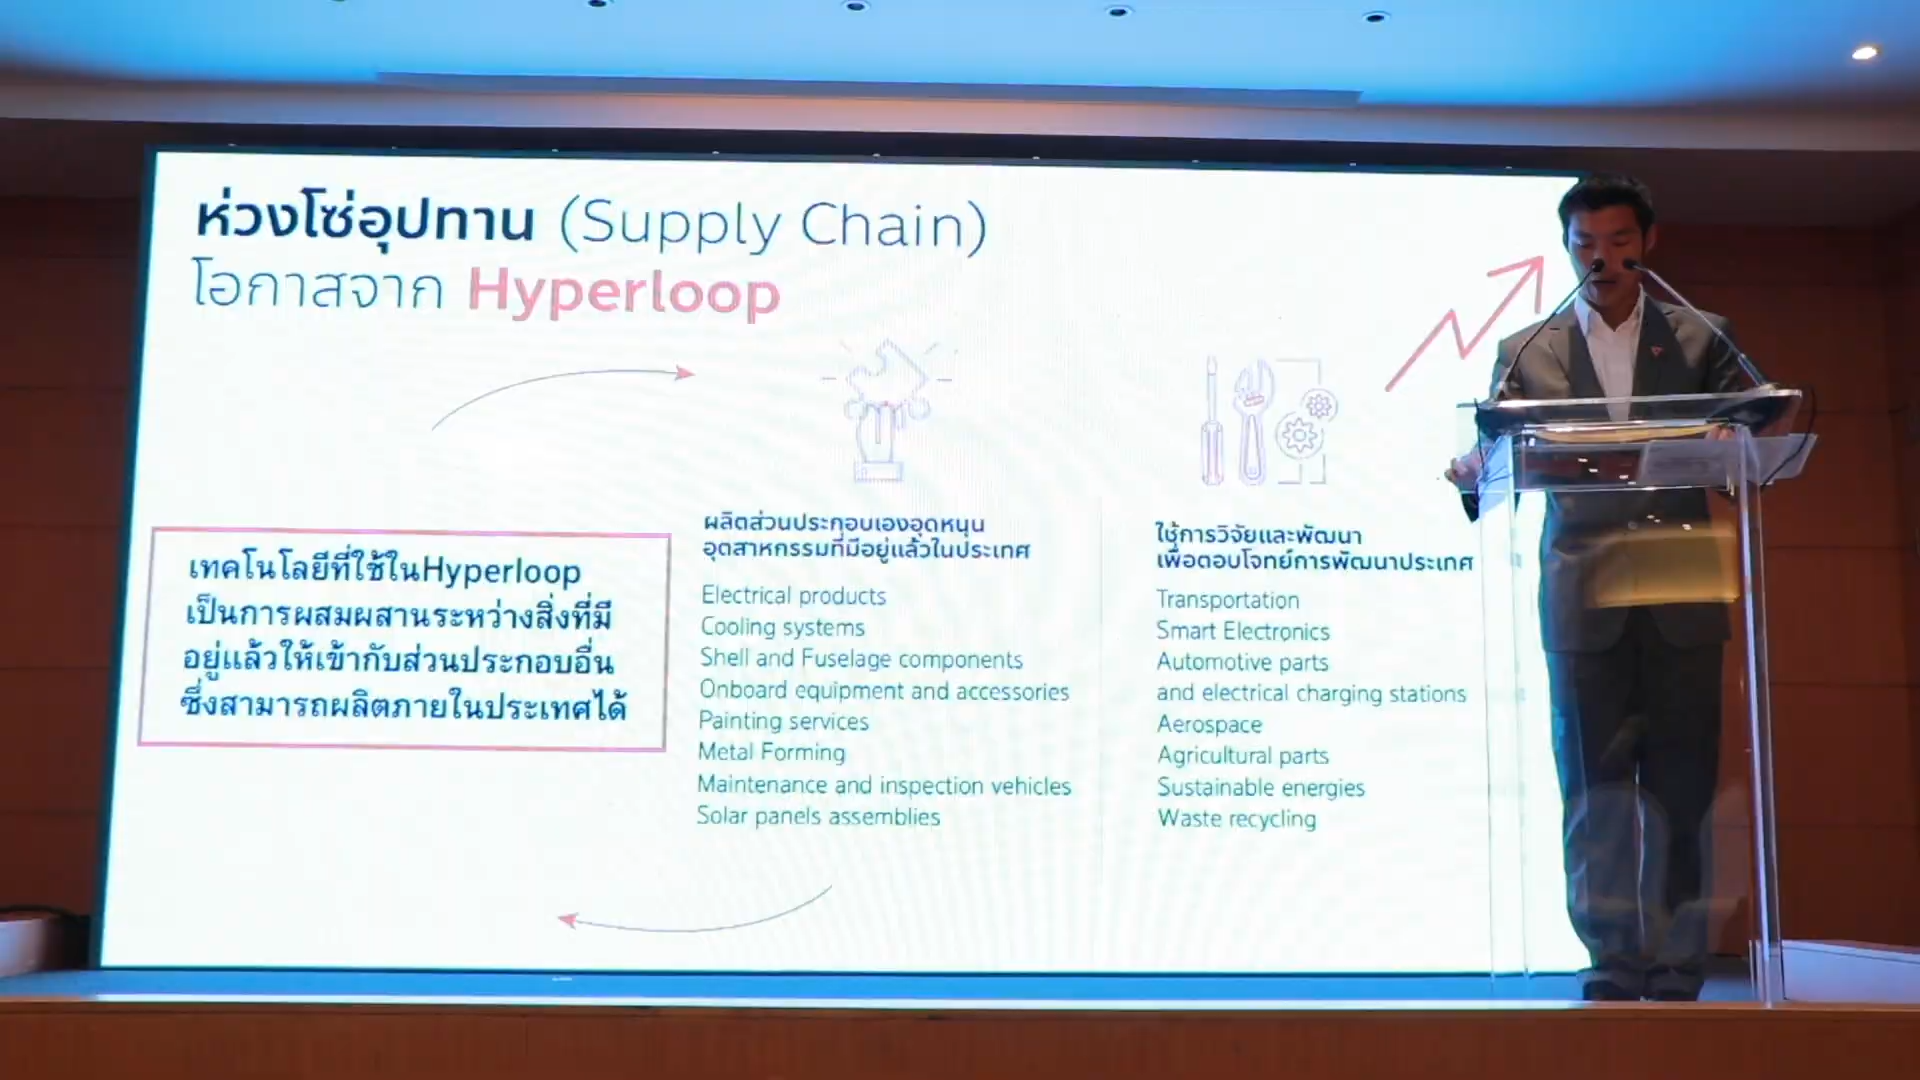 ห่วงโซ่อุปทาน (Supply Chain)
โอกาสจาก Hyperloop
เทคโนโลยีที่ใช้ในHyperloop
เป็นการผสมผสานระหว่างสิ่งที่มี
อยู่แล้วให้เข้ากับส่วนประกอบอื่น
ซึ่งสามารถผลิตภายในประเทศได้
ผลิตส่วนประกอบเองอุดหนุน
อุตสาหกรรมที่มีอยู่แล้วในประเทศ
Electrical products
Cooling systems
Shell and Fuselage components
Onboard equipment and accessories
Painting services
Metal Forming
Maintenance and inspection vehicles
Solar panels assemblies
ใช้การวิจัยและพัฒนา
เพื่อตอบโจทย์การพัฒนาประเทศ
Transportation
Smart Electronics
Automotive parts
and electrical charging stations
Aerospace
Agricultural parts
Sustainable energies
Waste recycling